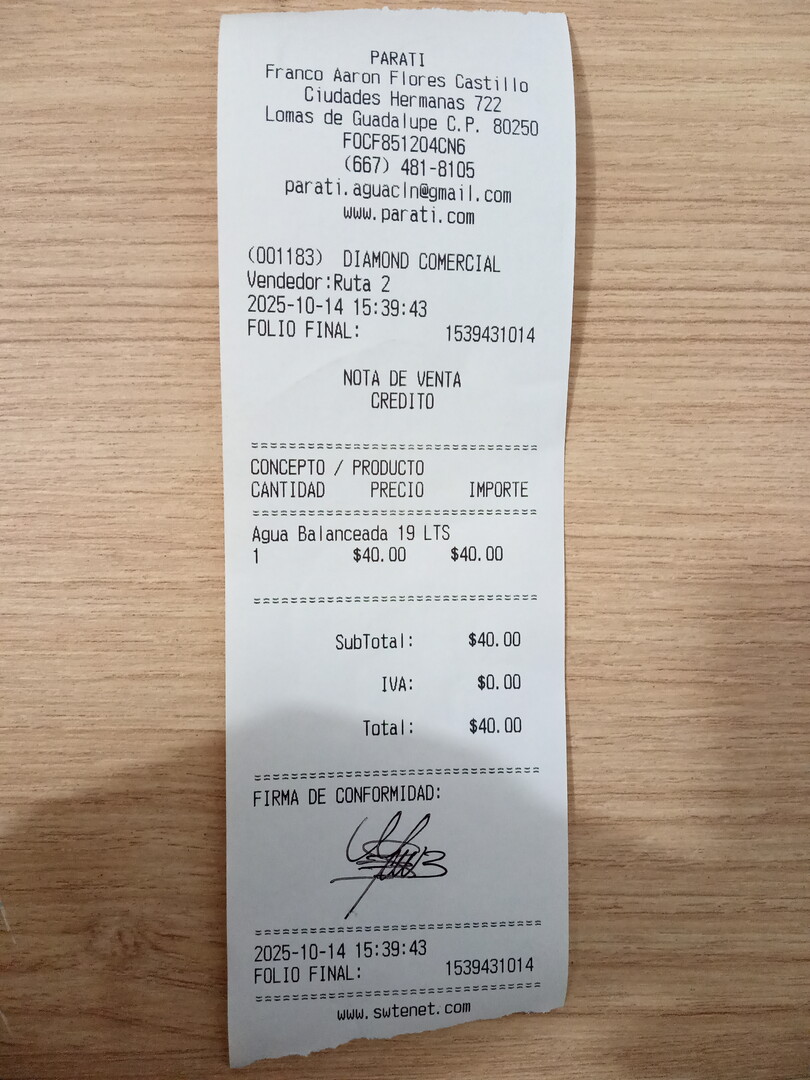 PARATI
Franco Aaron Flores Castillo
Ciudades Hermanas 722
Lomas de Guadalupe C.P. 80250
FOCF851204CN6
(667) 481-8105
parati.aguacln@gmail.com
www.parati.com
(001183) DIAMOND COMERCIAL
Vendedor:Ruta 2
2025-10-14 15:39:43
FOLIO FINAL: 1539431014
NOTA DE VENTA
CREDITO
CONCEPTO / PRODUCTO
CANTIDAD PRECIO IMPORTE
Agua Balanceada 19 LTS
1 $40.00 $40.00
SubTotal: $40.00
IVA: $0.00
Total: $40.00
FIRMA DE CONFORMIDAD:
2025-10-14 15:39:43
FOLIO FINAL: 1539431014
www.swtenet.com